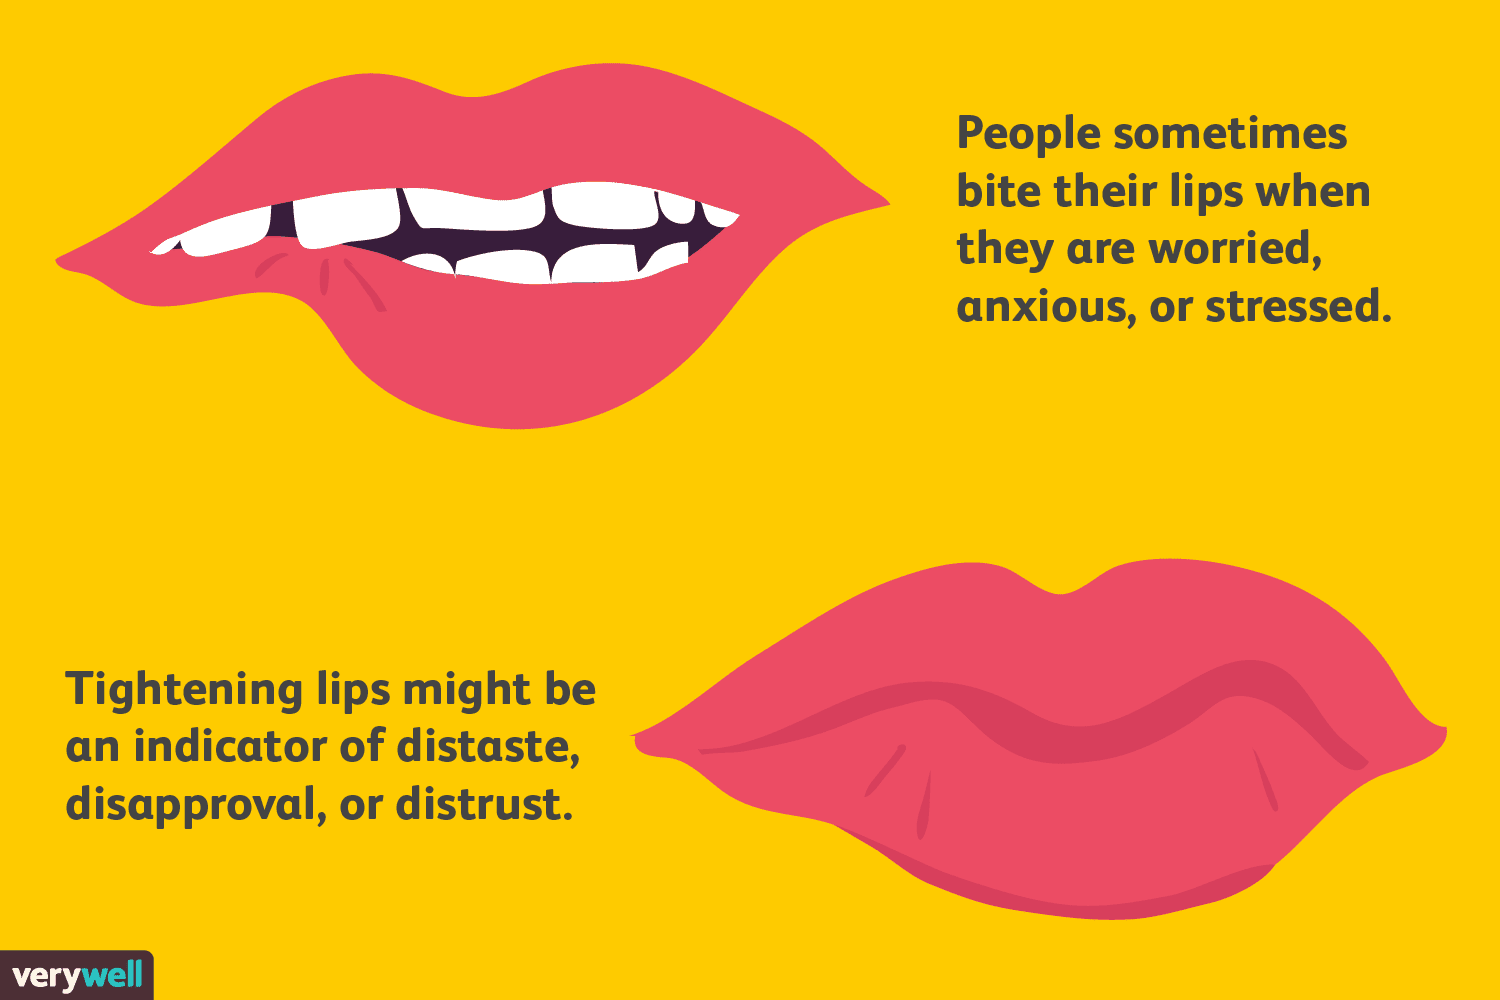 People sometimes
bite their lips when
they are worried,
anxious, or stressed.
Tightening lips might be
an indicator of distaste,
disapproval, or distrust.
verywell